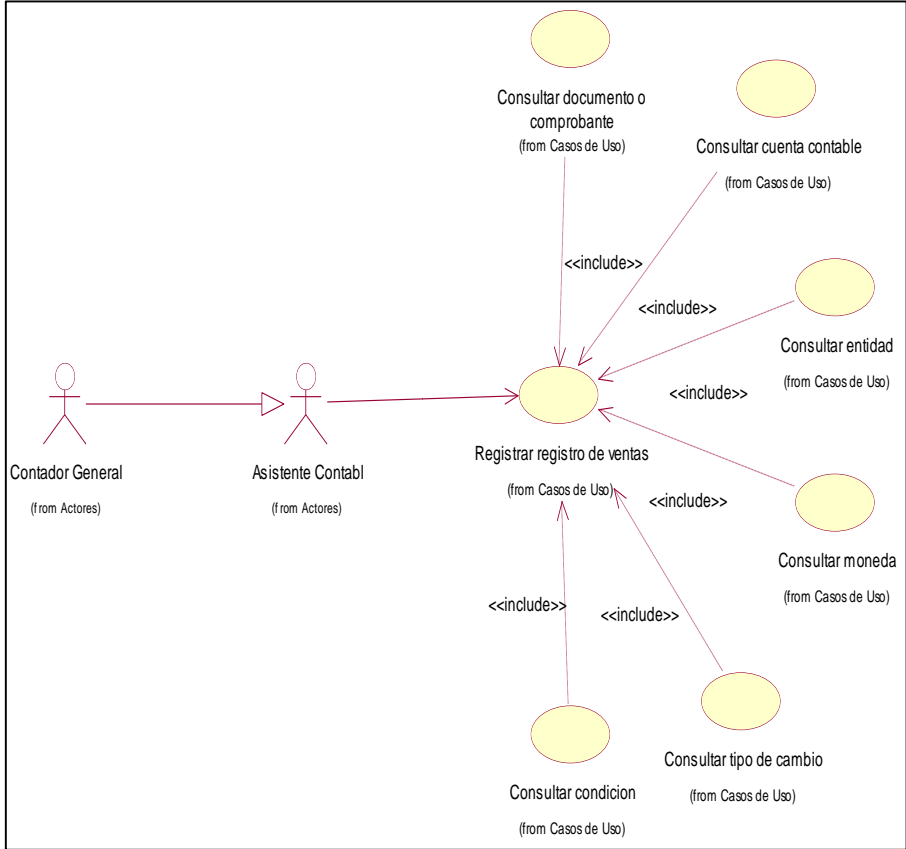 Consultar documento o
comprobante
(from Casos de Uso)
Consultar cuenta contable
(from Casos de Uso)
<<include>>
<<include>>
Consultar entidad
(from Casos de Uso)
<<include>>
Contador General
(from Actores)
Asistente Contabl
(from Actores)
Registrar registro de ventas
(from Casos de Uso)
<<include>>
Consultar moneda
(from Casos de Uso)
<<include>>
<<include>>
Consultar tipo de cambio
(from Casos de Uso)
Consultar condicion
(from Casos de Uso)